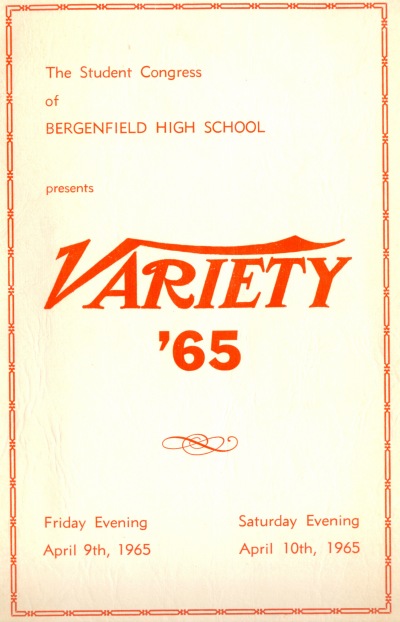 The Student Congress
of
BERGENFIELD HIGH SCHOOL
presents
VARIETY
'65
Friday Evening
April 9th, 1965
Saturday Evening
April 10th, 1965